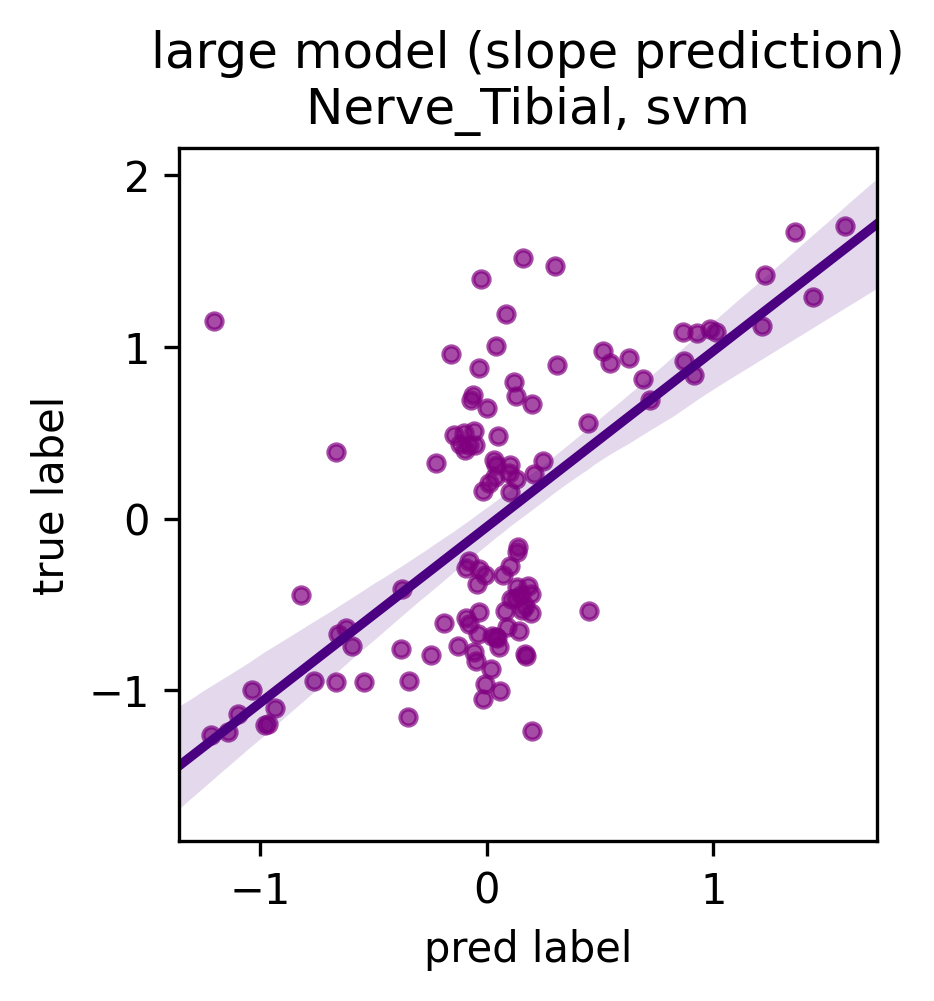 large model (slope prediction)
Nerve_Tibial, svm
2
1
0
−1
true label
−1
0
1
pred label